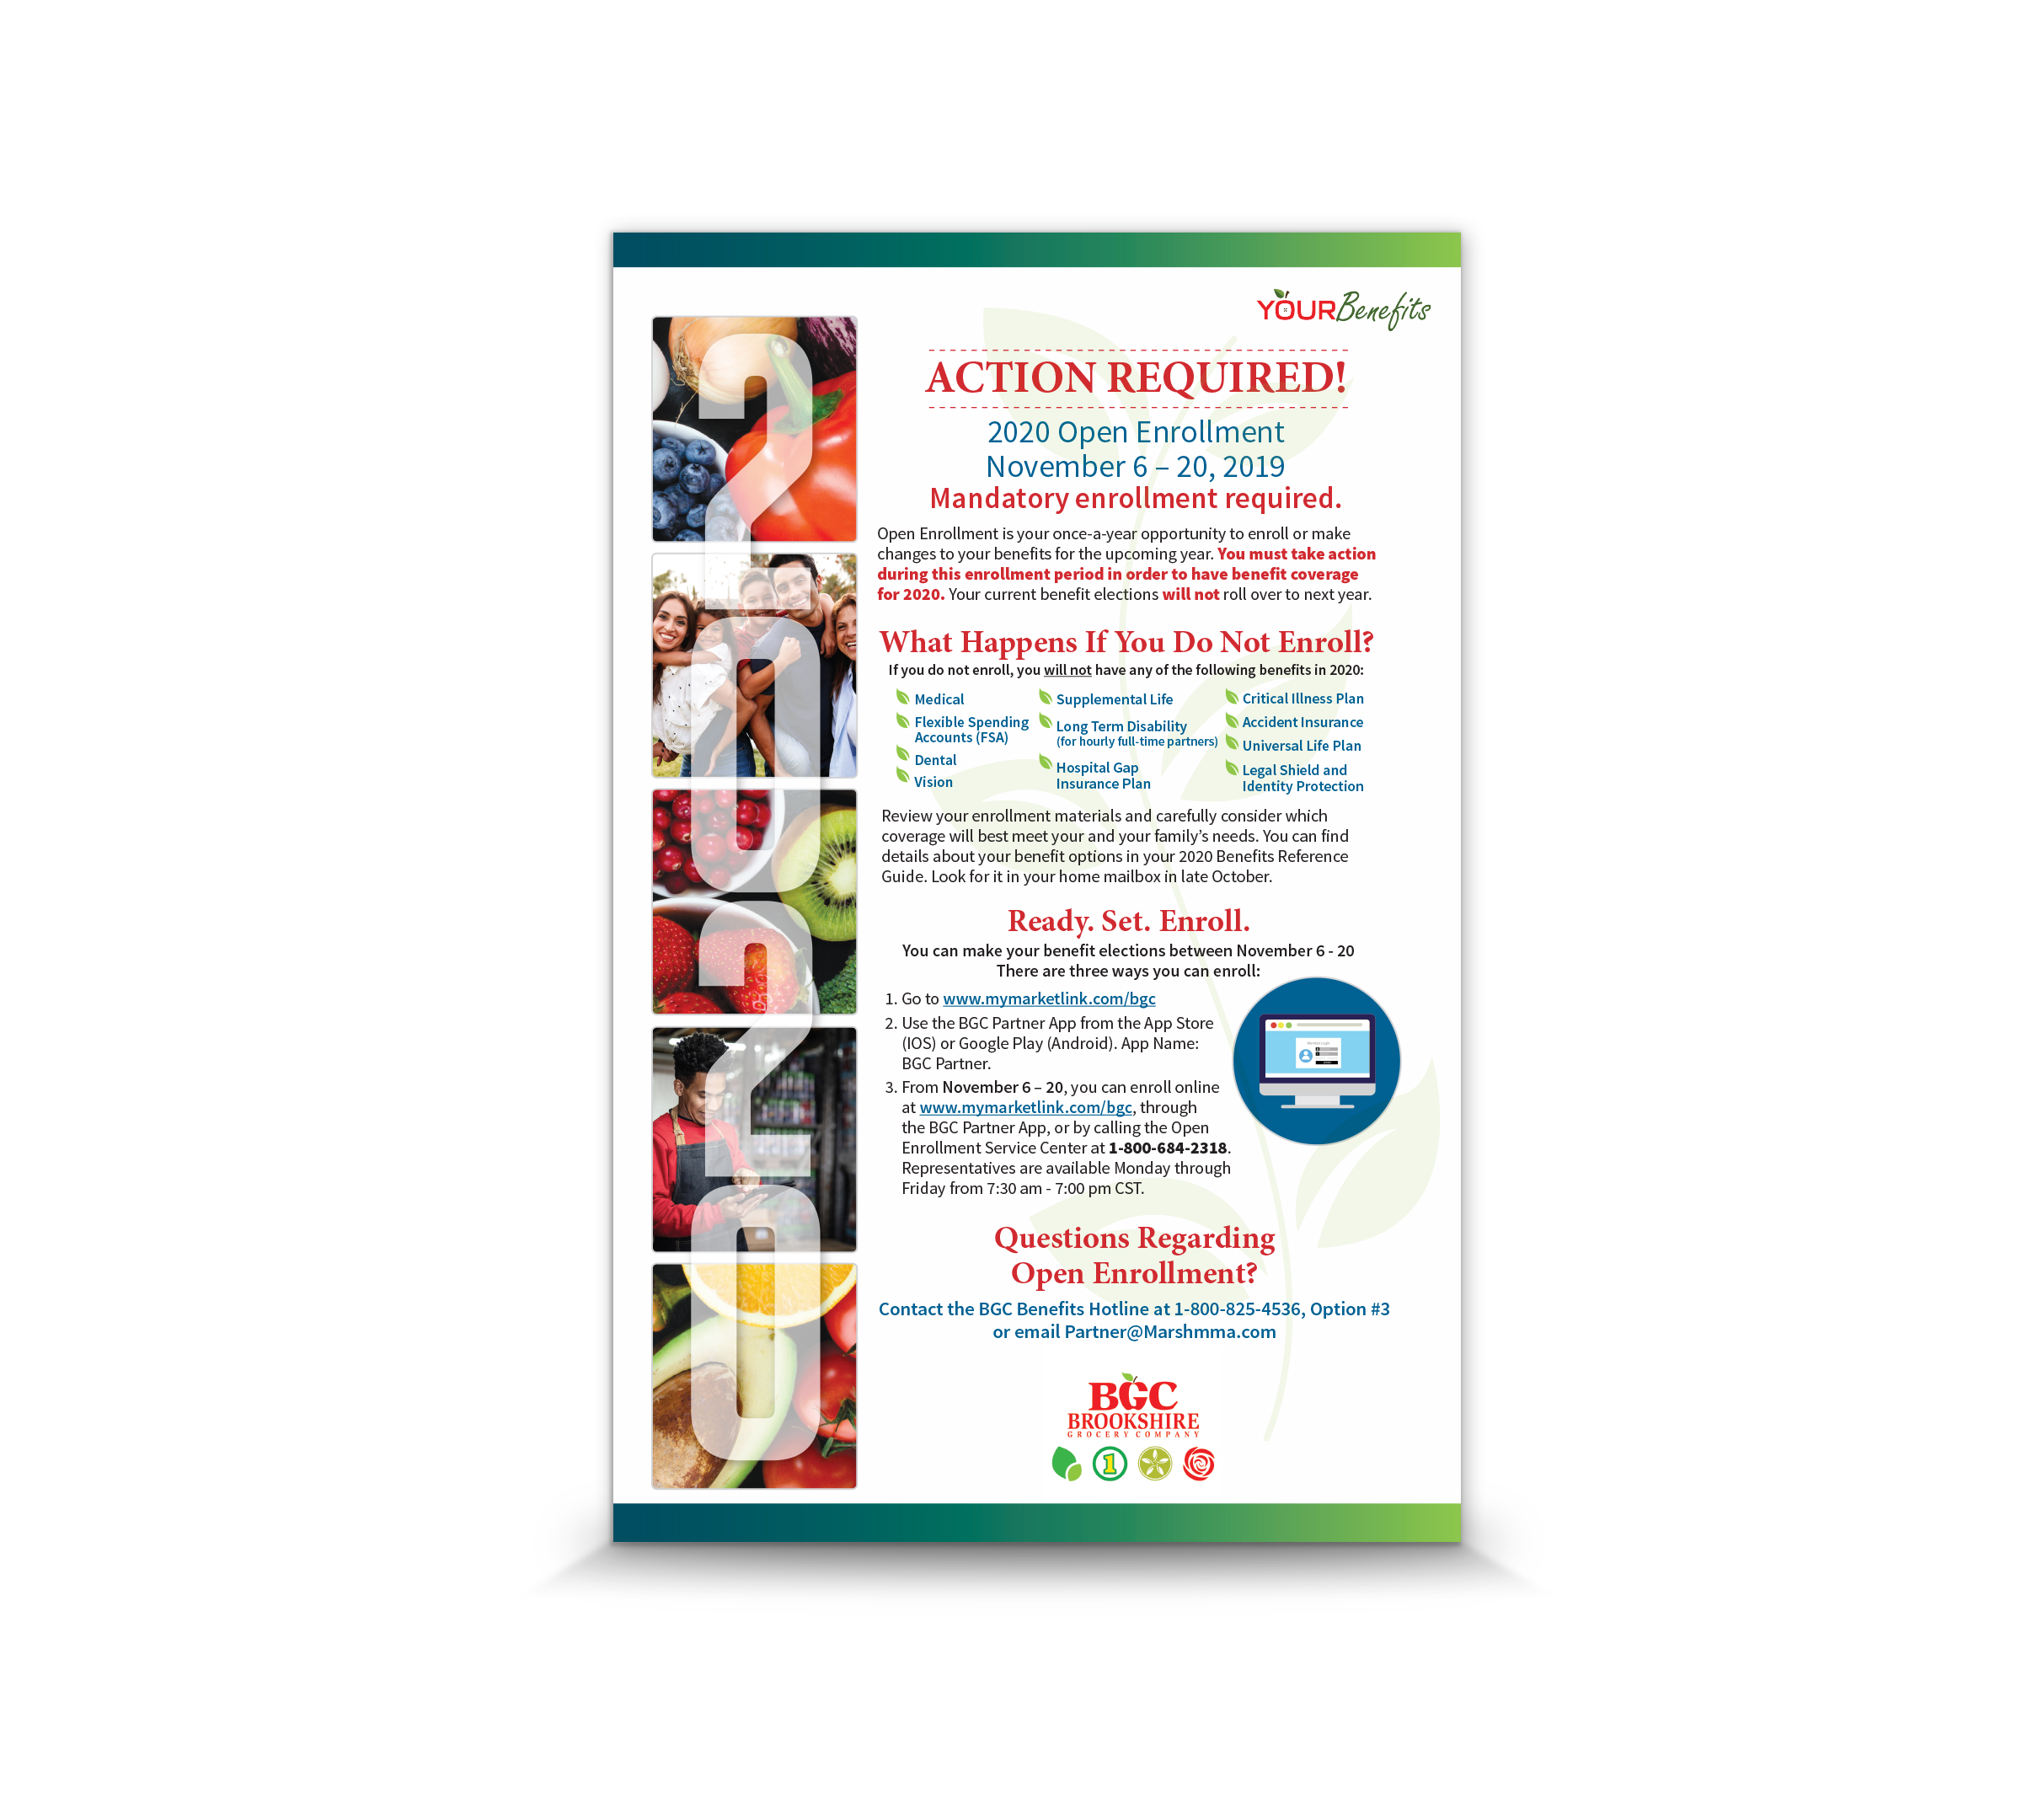 YOURBenefits
2020
ACTION REQUIRED!
2020 Open Enrollment
November 6 – 20, 2019
Mandatory enrollment required.
Open Enrollment is your once-a-year opportunity to enroll or make
changes to your benefits for the upcoming year. You must take action
during this enrollment period in order to have benefit coverage
for 2020. Your current benefit elections will not roll over to next year.
What Happens If You Do Not Enroll?
If you do not enroll, you will not have any of the following benefits in 2020:
Medical
Flexible Spending
Accounts (FSA)
Dental
Vision
Supplemental Life
Long Term Disability
(for hourly full-time partners)
Hospital Gap
Insurance Plan
Critical Illness Plan
Accident Insurance
Universal Life Plan
Legal Shield and
Identity Protection
Review your enrollment materials and carefully consider which
coverage will best meet your and your family's needs. You can find
details about your benefit options in your 2020 Benefits Reference
Guide. Look for it in your home mailbox in late October.
Ready. Set. Enroll.
You can make your benefit elections between November 6 - 20
There are three ways you can enroll:
1. Go to www.mymarketlink.com/bgc
2. Use the BGC Partner App from the App Store
(IOS) or Google Play (Android). App Name:
BGC Partner.
3. From November 6 – 20, you can enroll online
at www.mymarketlink.com/bgc, through
the BGC Partner App, or by calling the Open
Enrollment Service Center at 1-800-684-2318.
Representatives are available Monday through
Friday from 7:30 am - 7:00 pm CST.
Questions Regarding
Open Enrollment?
Contact the BGC Benefits Hotline at 1-800-825-4536, Option #3
or email Partner@Marshmma.com
BGC
BROOKSHIRE
GROCERY COMPANY
1